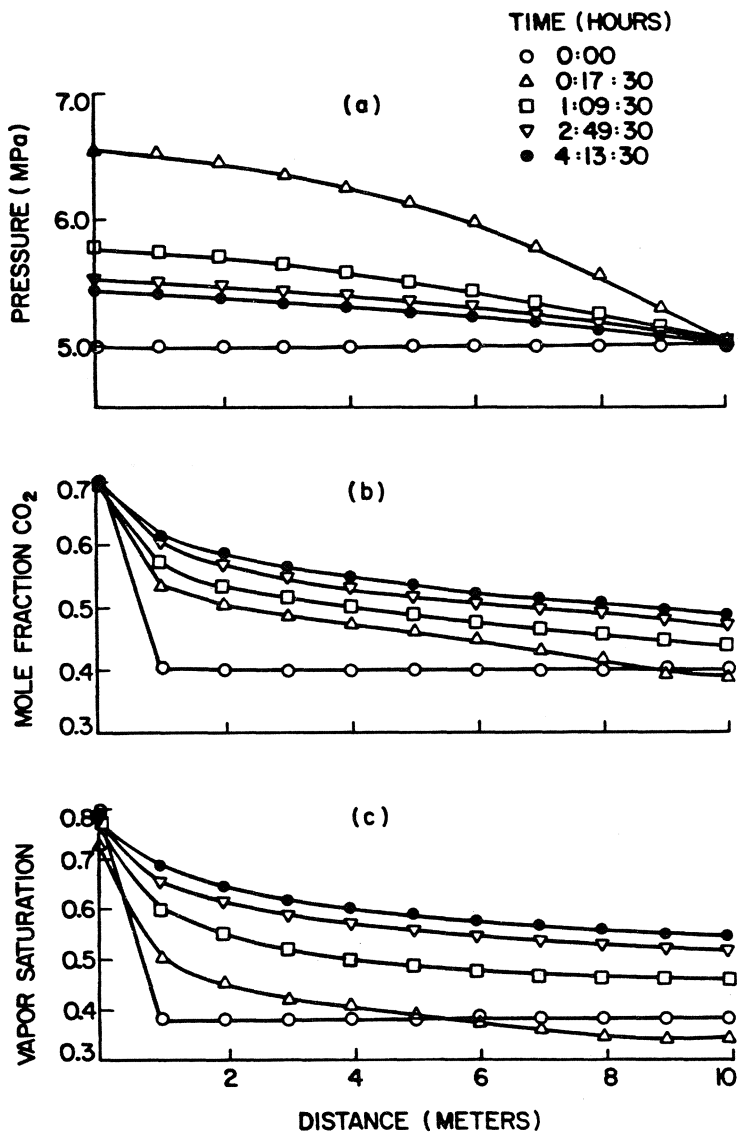 TIME (HOURS)
0:00
0:17:30
1:09:30
2:49:30
4:13:30
(a)
7.0
6.0
5.0
PRESSURE (MPa)
(b)
0.7
0.6
0.5
0.4
0.3
MOLE FRACTION CO₂
(c)
0.8
0.7
0.6
0.5
0.4
0.3
VAPOR SATURATION
2 4 6 8 10
DISTANCE (METERS)